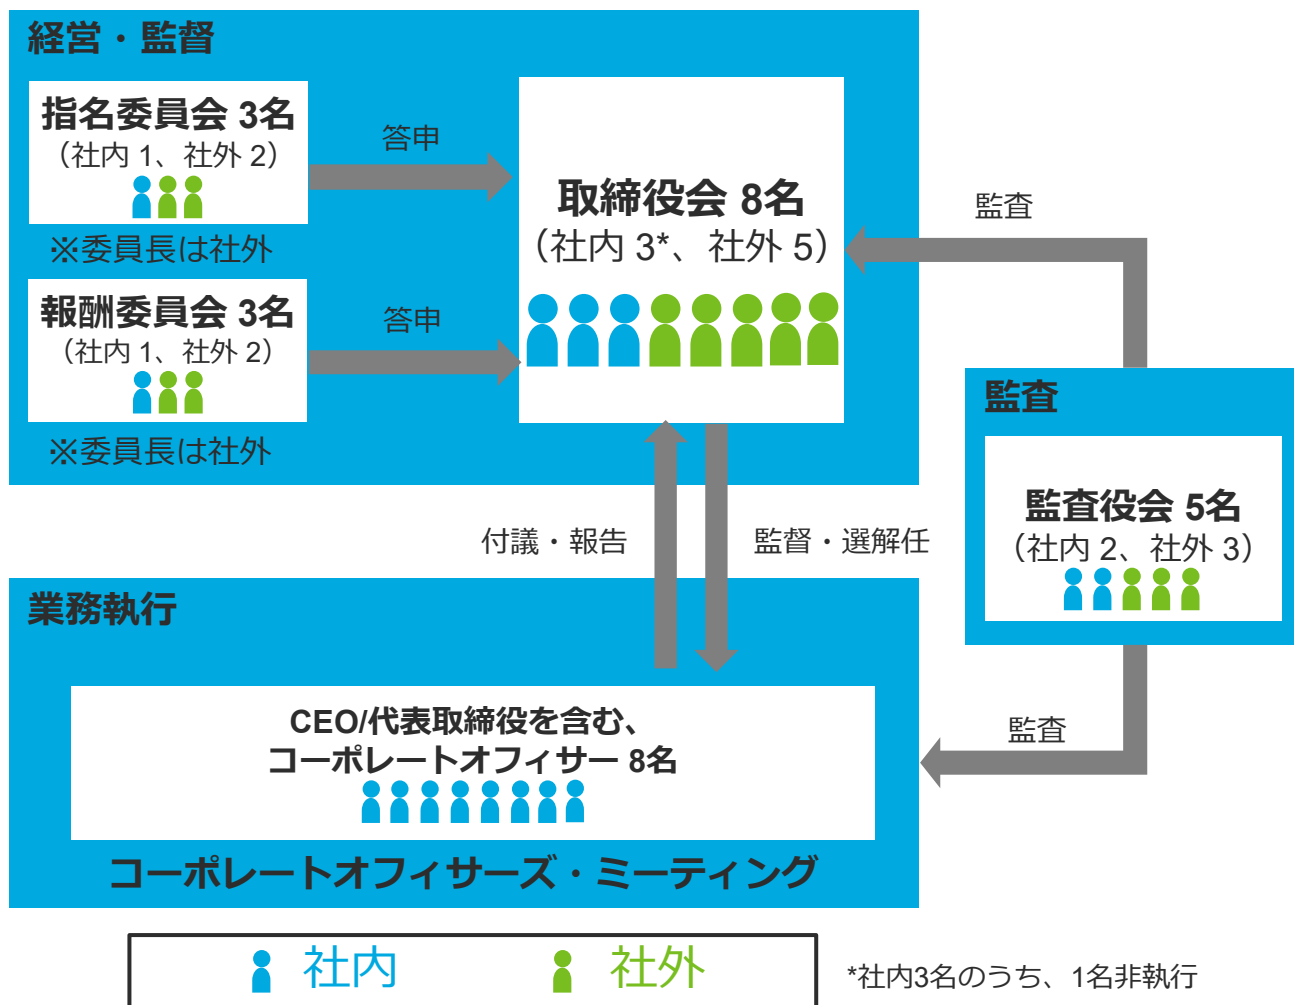 経営・監督
指名委員会 3名
（社内 1、社外 2）
※委員長は社外
答申
報酬委員会 3名
（社内 1、社外 2）
※委員長は社外
答申
取締役会 8名
（社内 3*、社外 5）
監査
監査
監査役会 5名
（社内 2、社外 3）
付議・報告
監督・選解任
業務執行
CEO/代表取締役を含む、
コーポレートオフィサー 8名
コーポレートオフィサーズ・ミーティング
監査
社内
社外
*社内3名のうち、1名非執行